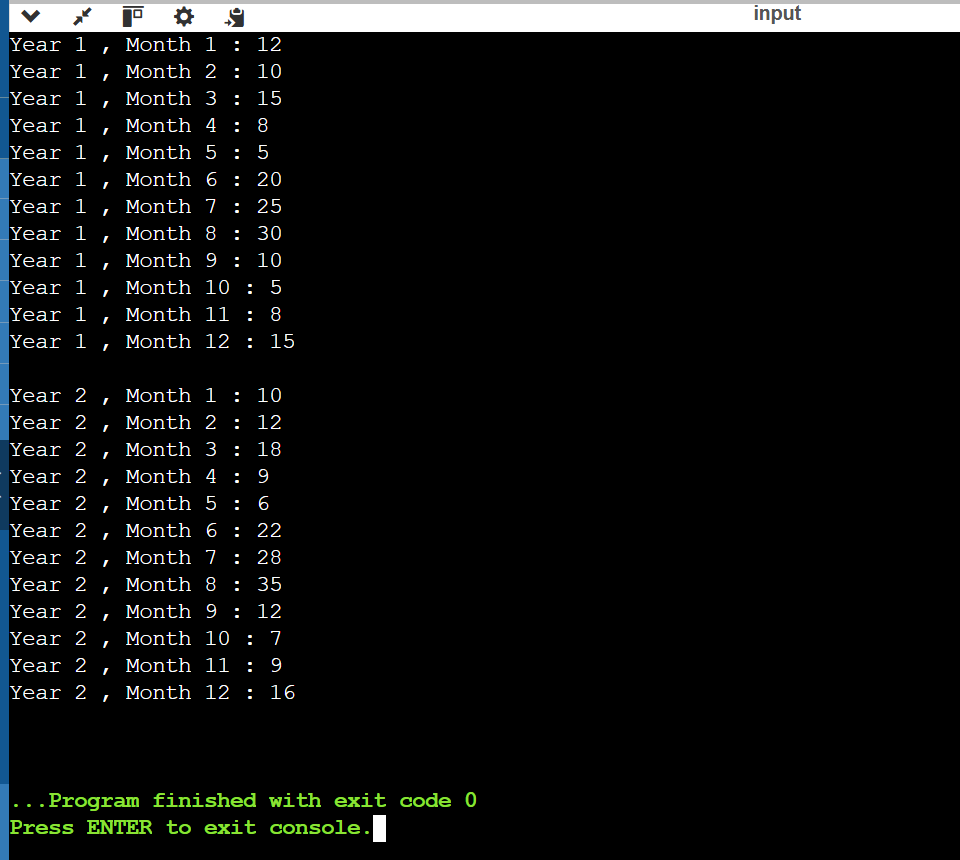 input
Year 1 , Month 1 : 12
Year 1 , Month 2 : 10
Year 1 , Month 3 : 15
Year 1 , Month 4 : 8
Year 1 , Month 5 : 5
Year 1 , Month 6 : 20
Year 1 , Month 7 : 25
Year 1 , Month 8 : 30
Year 1 , Month 9 : 10
Year 1 , Month 10 : 5
Year 1 , Month 11 : 8
Year 1 , Month 12 : 15
Year 2 , Month 1 : 10
Year 2 , Month 2 : 12
Year 2 , Month 3 : 18
Year 2 , Month 4 : 9
Year 2 , Month 5 : 6
Year 2 , Month 6 : 22
Year 2 , Month 7 : 28
Year 2 , Month 8 : 35
Year 2 , Month 9 : 12
Year 2 , Month 10 : 7
Year 2 , Month 11 : 9
Year 2 , Month 12 : 16
...Program finished with exit code 0
Press ENTER to exit console.